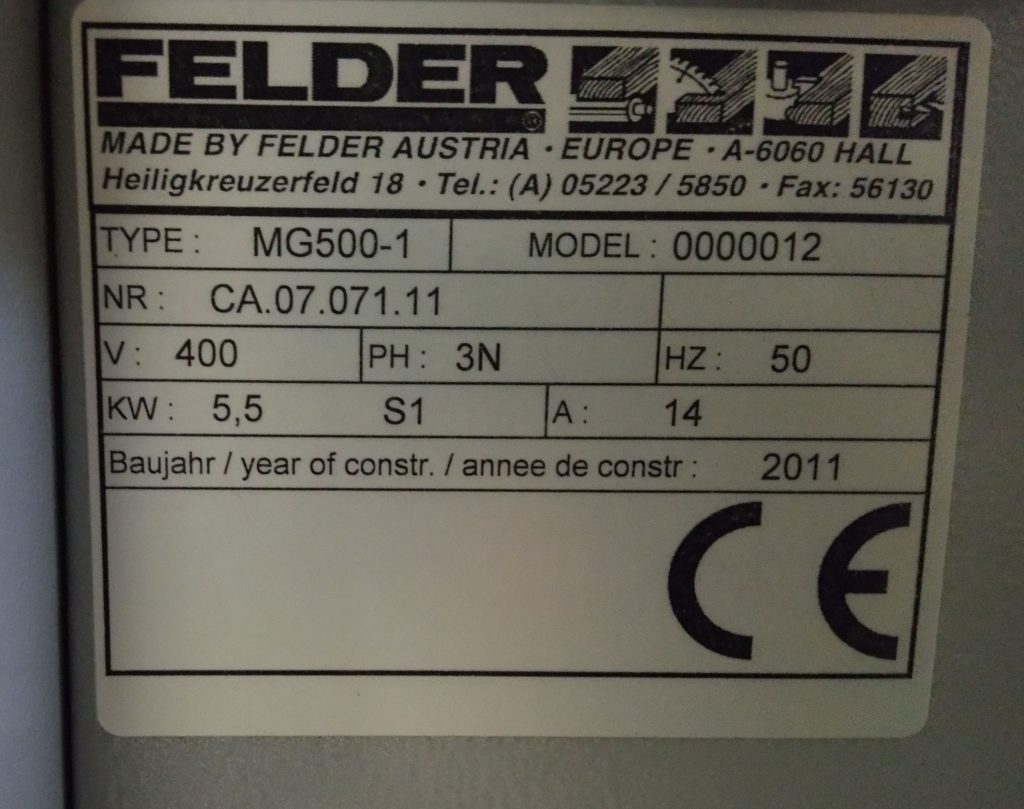 FELDER
MADE BY FELDER AUSTRIA · EUROPE · A-6060 HALL
Heiligkreuzerfeld 18 · Tel.: (A) 05223 / 5850 · Fax: 56130
TYPE : MG500-1 MODEL : 0000012
NR : CA.07.071.11
V : 400 PH : 3N HZ : 50
KW : 5,5 S1 A : 14
Baujahr / year of constr. / annee de constr : 2011
CE